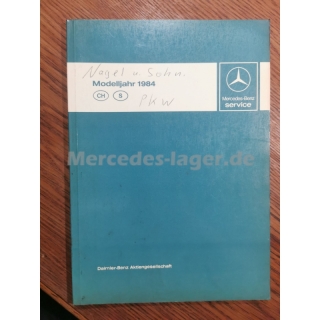 Nagel u. Sohn.
Modelljahr 1984
CH S
PKW
Mercedes-Benz
service
Mercedes-lager.de
Daimler-Benz Aktiengesellschaft